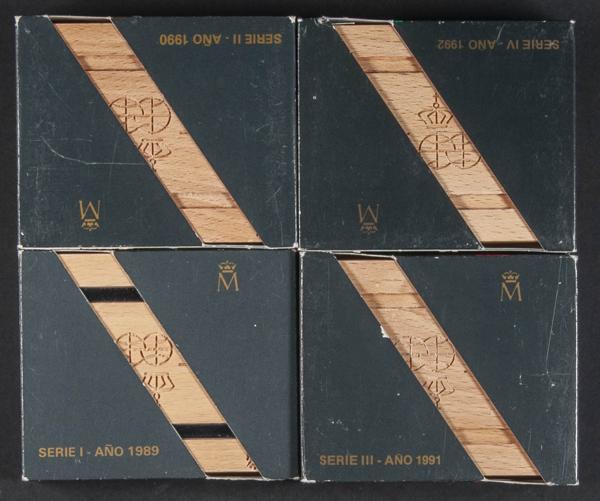 SERIE II - AÑO 1990
SERIE IV - AÑO 1992
M
M
M
M
SERIE I - AÑO 1989
SERIE III - AÑO 1991